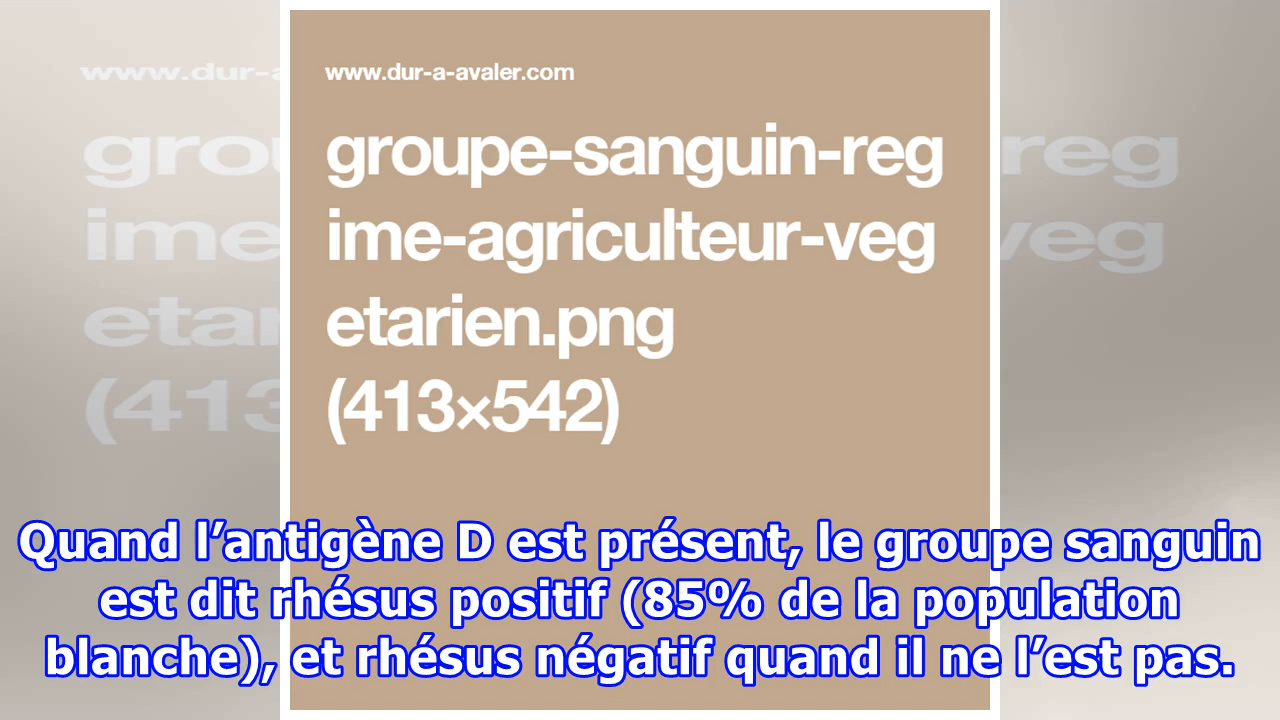 www.dur-a-avaler.com
groupe-sanguin-reg
ime-agriculteur-veg
etarien.png
(413×542)
Quand l’antigène D est présent, le groupe sanguin
est dit rhésus positif (85% de la population
blanche), et rhésus négatif quand il ne l’est pas.